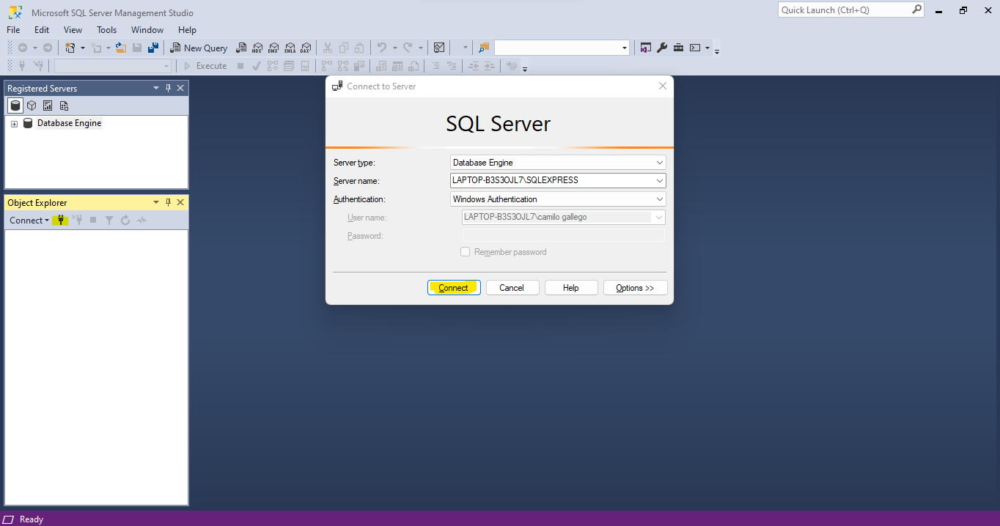 Microsoft SQL Server Management Studio
Quick Launch (Ctrl+Q)
File Edit View Tools Window Help
New Query MDX DMX XMLA DAX
Execute
Registered Servers
Database Engine
Object Explorer
Connect
Connect to Server
SQL Server
Server type: Database Engine
Server name: LAPTOP-B3S3OJL7\SQLEXPRESS
Authentication: Windows Authentication
User name: LAPTOP-B3S3OJL7\camilo gallego
Password:
Remember password
Connect Cancel Help Options >>
Ready